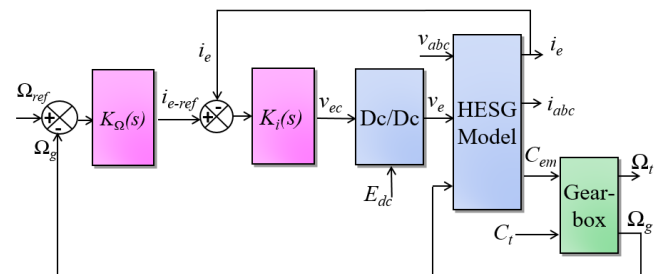 i_e
v_abc
i_e
Ω_ref
K_Ω(s)
i_e-ref
K_i(s)
v_ec
Dc/Dc
v_e
HESG
Model
i_abc
+
-
+
-
Ω_g
E_dc
C_em
Gear-
box
Ω_t
C_t
Ω_g